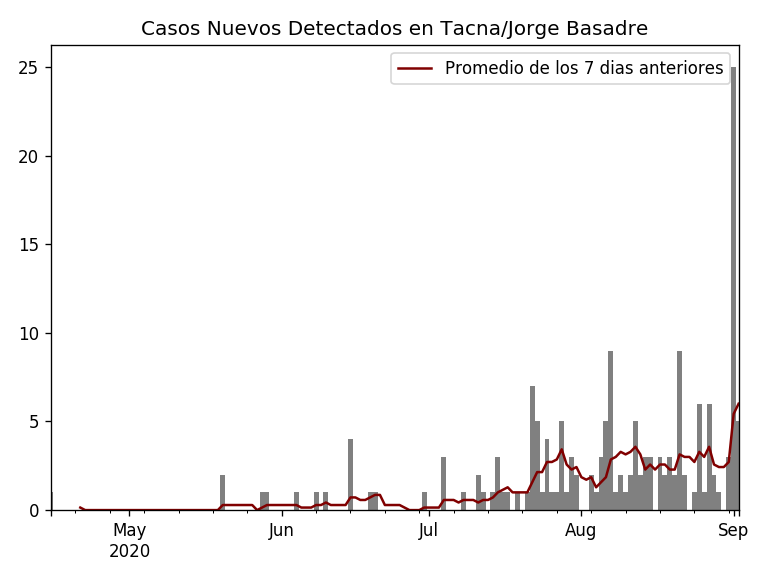 Casos Nuevos Detectados en Tacna/Jorge Basadre
Promedio de los 7 dias anteriores
25
20
15
10
5
0
May Jun Jul Aug Sep
2020